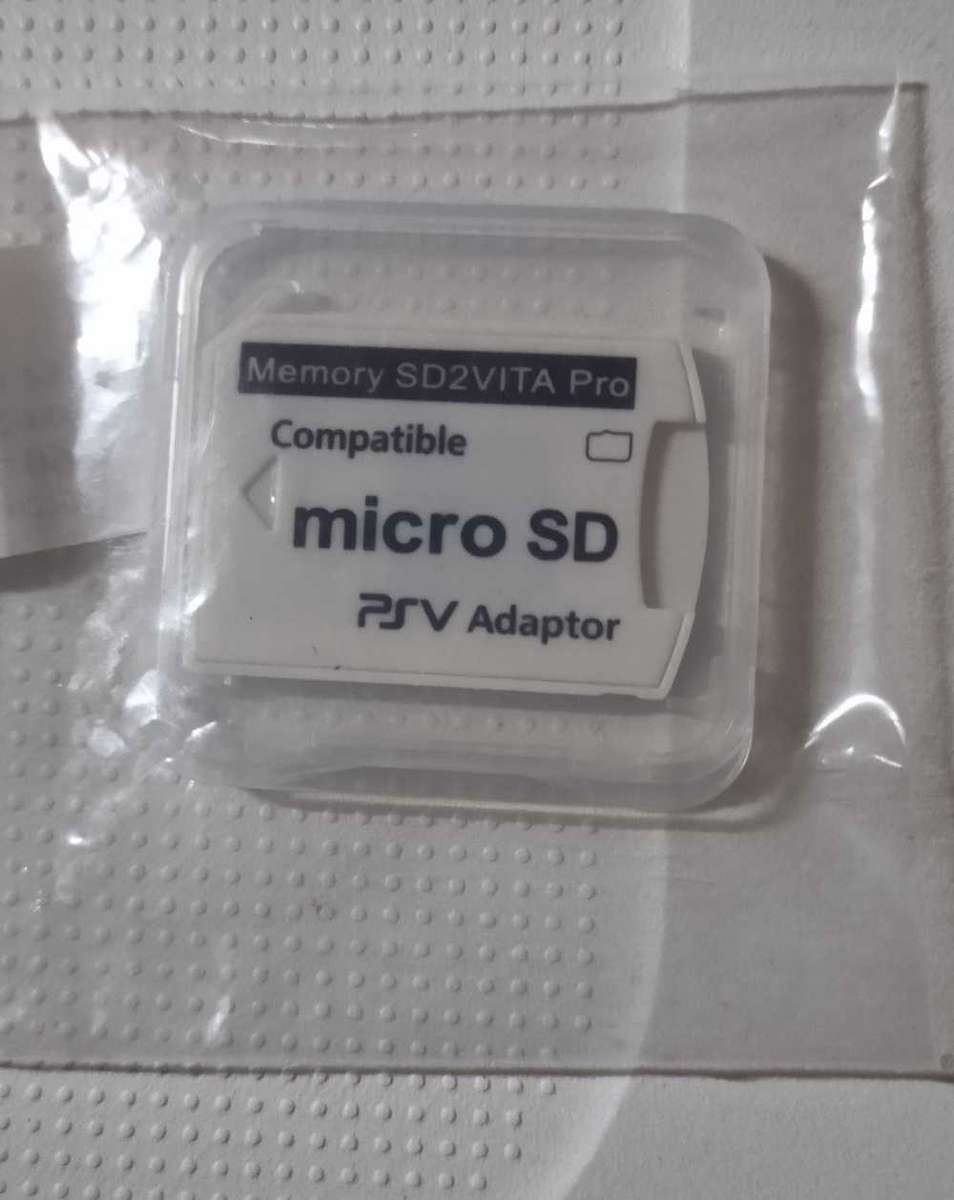 Memory SD2VITA Pro
Compatible
micro SD
PSV Adaptor